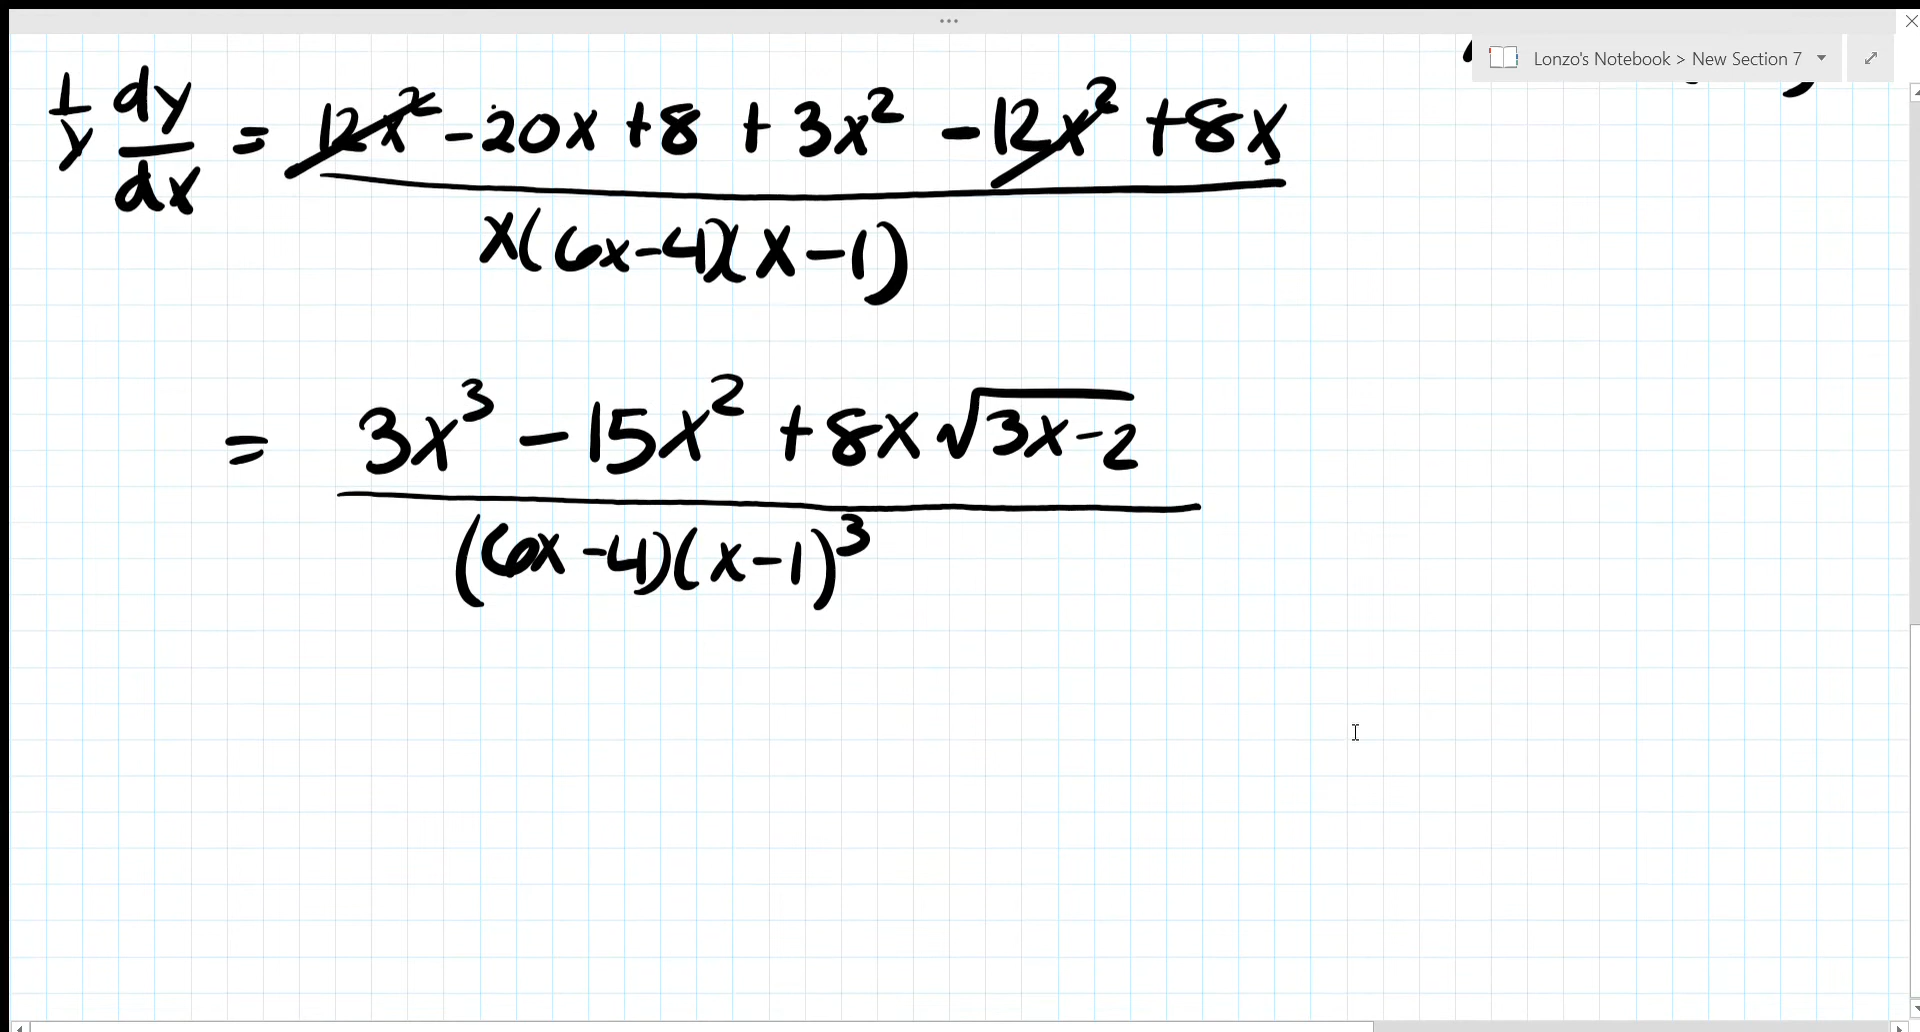 Lonzo's Notebook > New Section 7
1/y dy/dx = (12x² - 20x + 8 + 3x² - 12x² + 8x) / (x(6x-4)(x-1))
= (3x³ - 15x² + 8x √(3x-2)) / ((6x-4)(x-1)³)